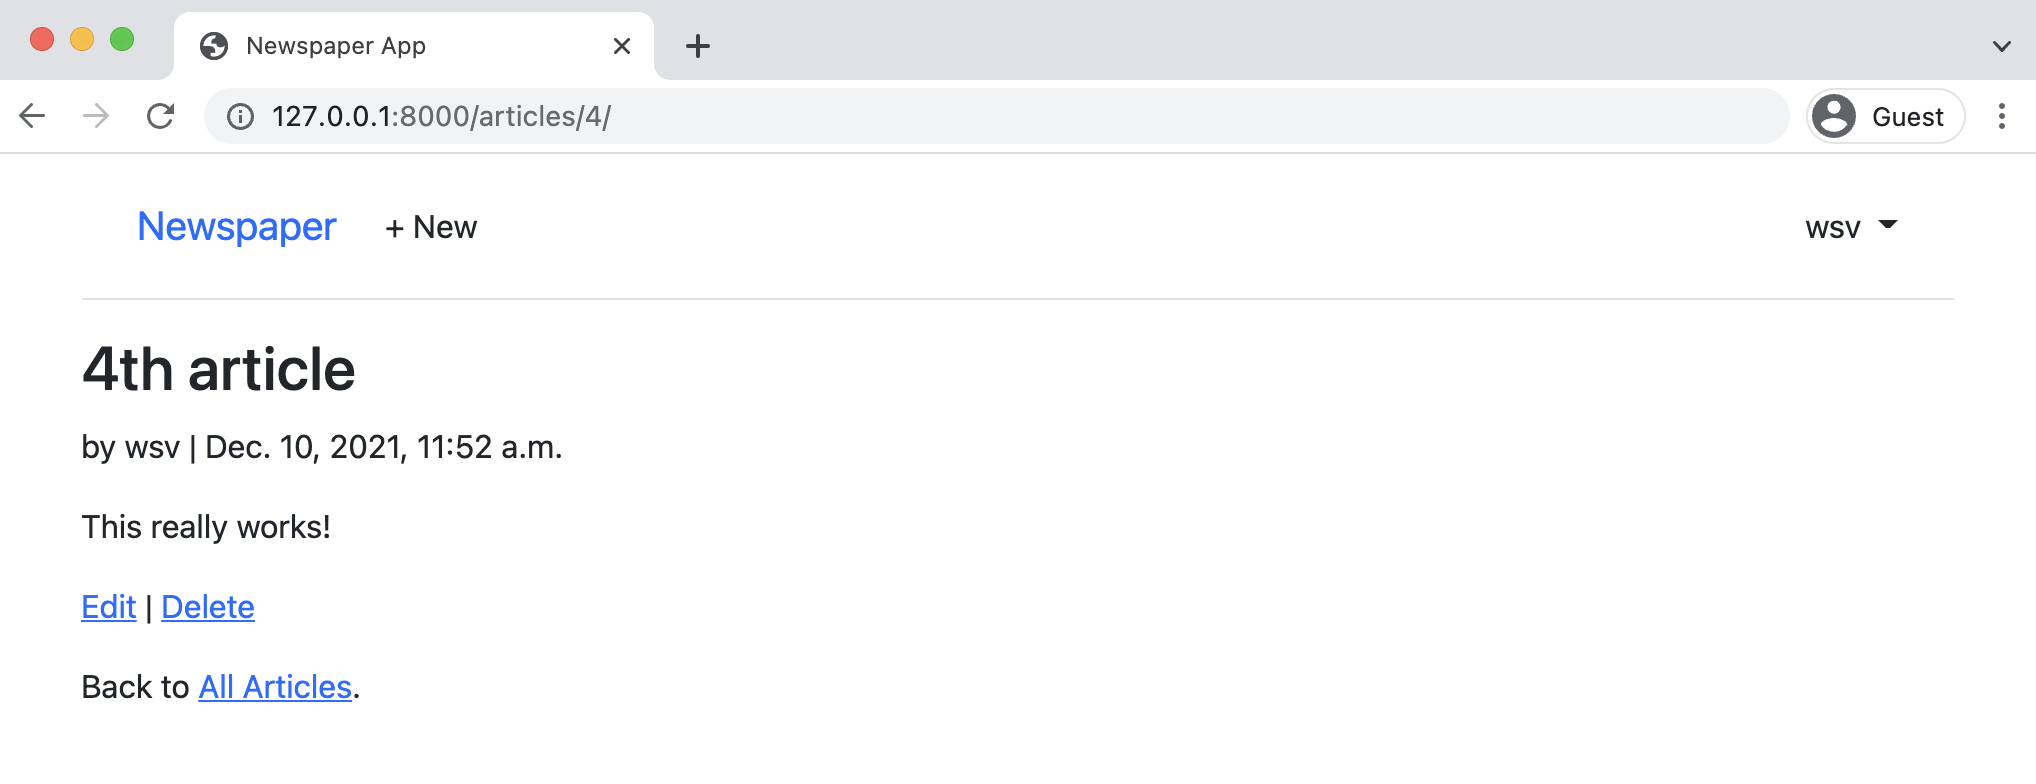 Newspaper App
127.0.0.1:8000/articles/4/
Guest
Newspaper + New wsv
4th article
by wsv | Dec. 10, 2021, 11:52 a.m.
This really works!
Edit | Delete
Back to All Articles.